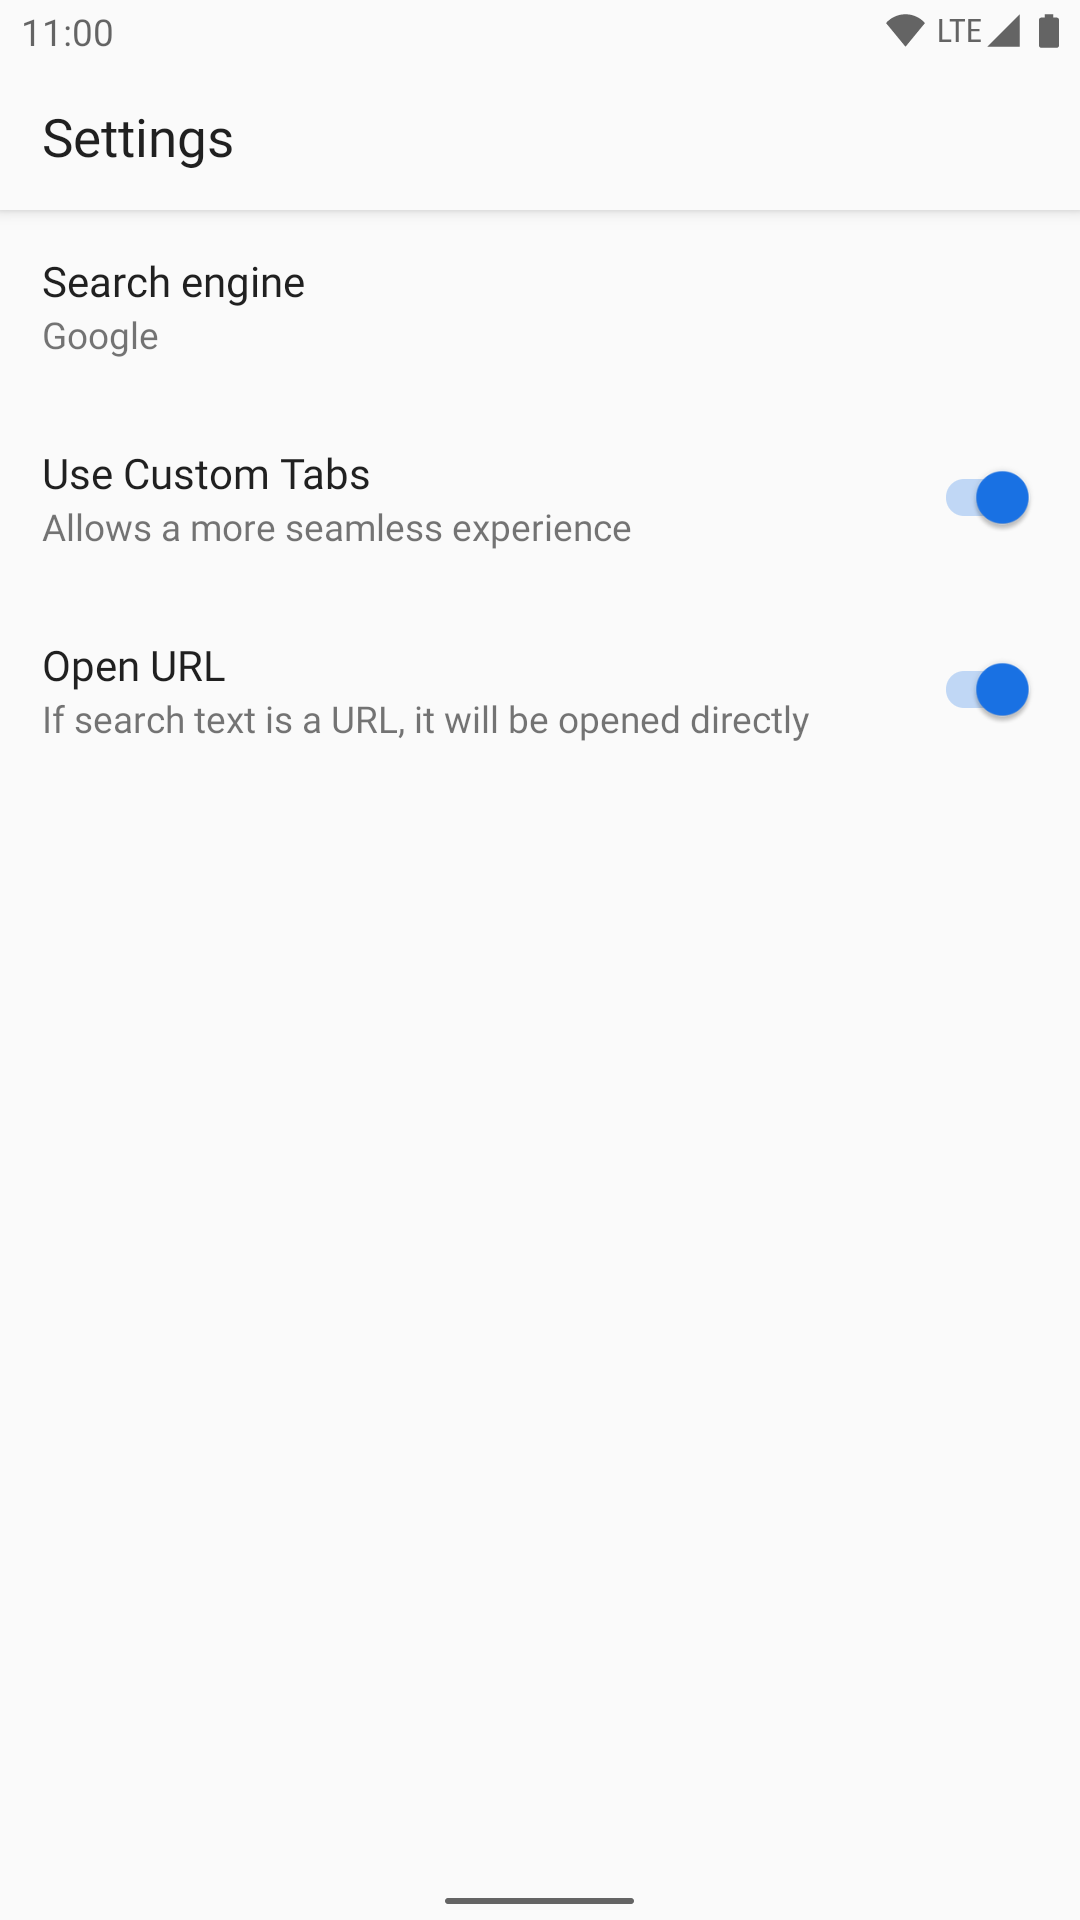 11:00
LTE
Settings
Search engine
Google
Use Custom Tabs
Allows a more seamless experience
Open URL
If search text is a URL, it will be opened directly